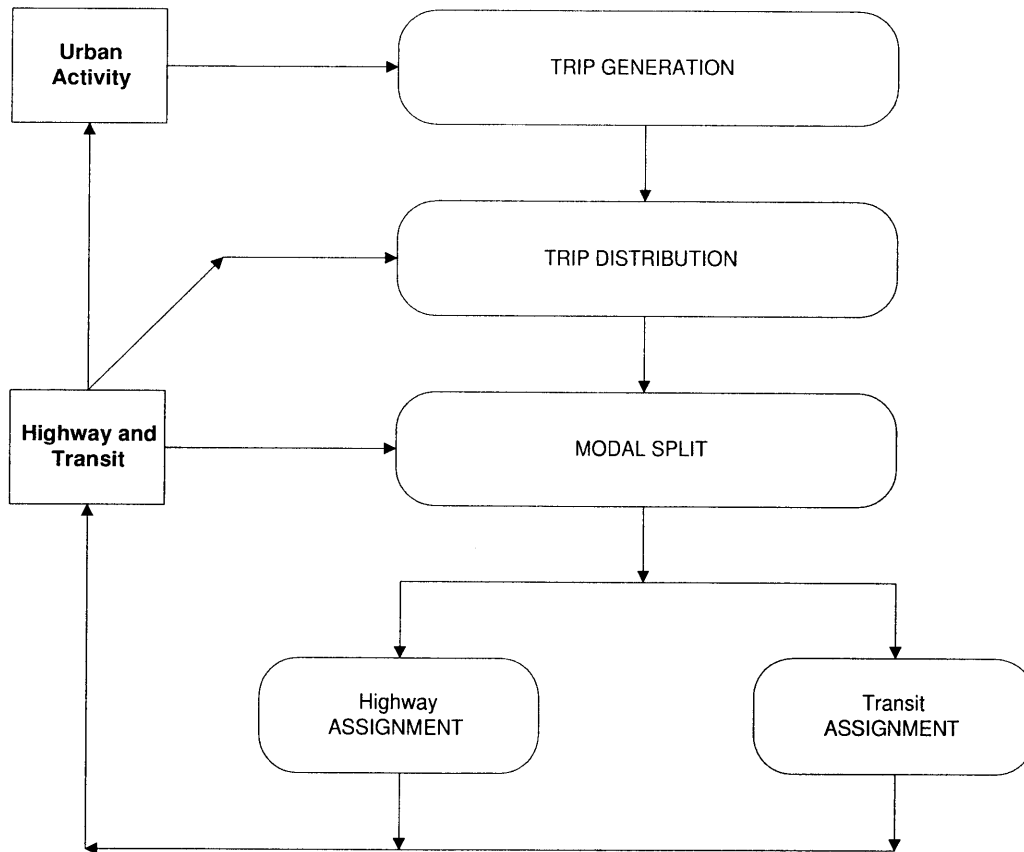 Urban
Activity
TRIP GENERATION
TRIP DISTRIBUTION
Highway and
Transit
MODAL SPLIT
Highway
ASSIGNMENT
Transit
ASSIGNMENT